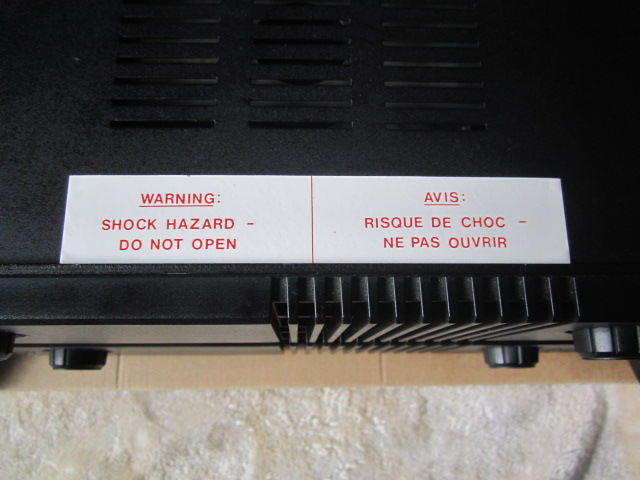 WARNING:
SHOCK HAZARD -
DO NOT OPEN
AVIS:
RISQUE DE CHOC -
NE PAS OUVRIR